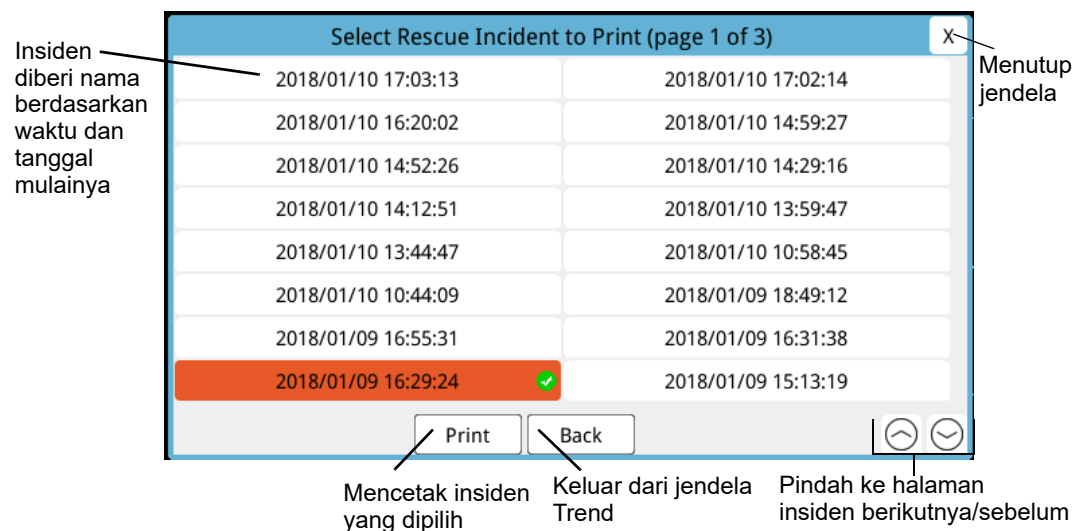 Select Rescue Incident to Print (page 1 of 3)
X
Insiden
diberi nama
berdasarkan
waktu dan
tanggal
mulainya
Menutup
jendela
2018/01/10 17:03:13
2018/01/10 17:02:14
2018/01/10 16:20:02
2018/01/10 14:59:27
2018/01/10 14:52:26
2018/01/10 14:29:16
2018/01/10 14:12:51
2018/01/10 13:59:47
2018/01/10 13:44:47
2018/01/10 10:58:45
2018/01/10 10:44:09
2018/01/09 18:49:12
2018/01/09 16:55:31
2018/01/09 16:31:38
2018/01/09 16:29:24
2018/01/09 15:13:19
Print
Back
Mencetak insiden
yang dipilih
Keluar dari jendela
Trend
Pindah ke halaman
insiden berikutnya/sebelum